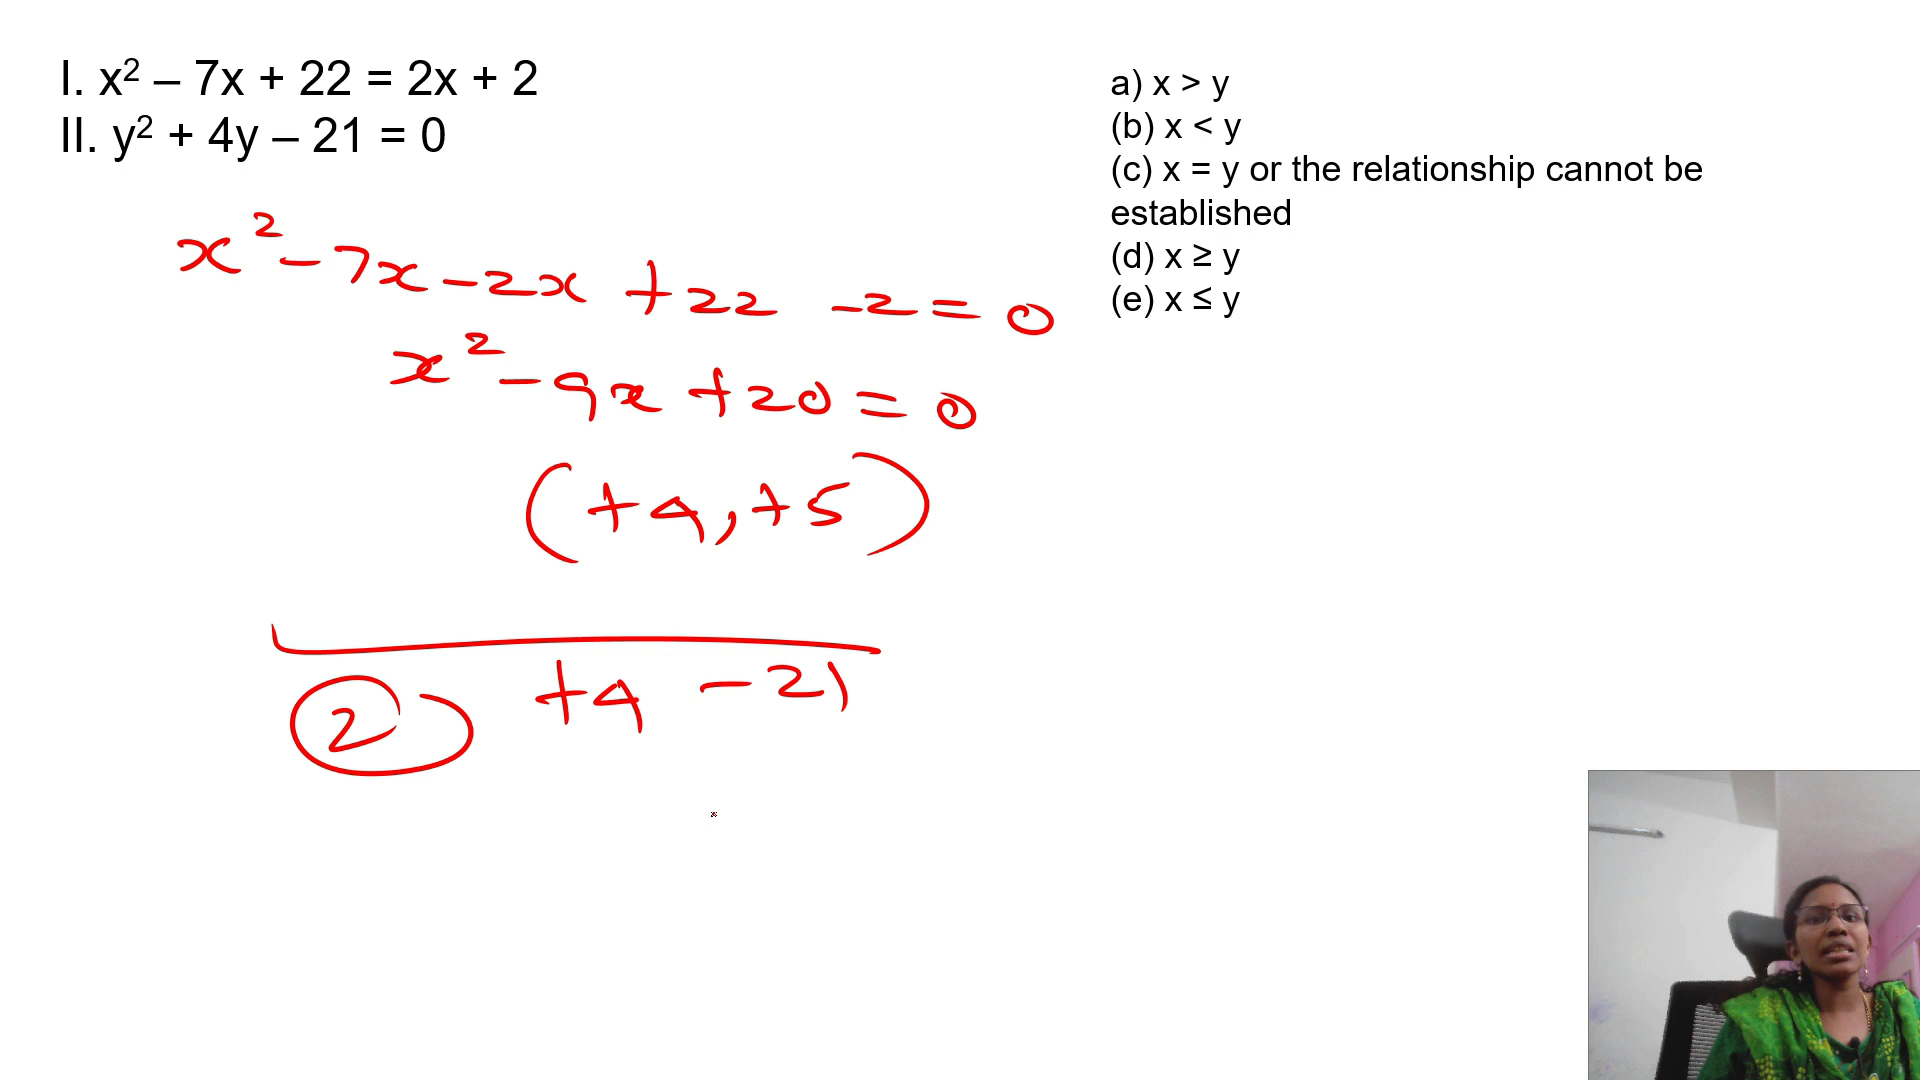 I. x² – 7x + 22 = 2x + 2
II. y² + 4y – 21 = 0
a) x > y
(b) x < y
(c) x = y or the relationship cannot be
established
(d) x ≥ y
(e) x ≤ y
x² - 7x - 2x + 22 - 2 = 0
x² - 9x + 20 = 0
(+4, +5)
2) +4 - 21